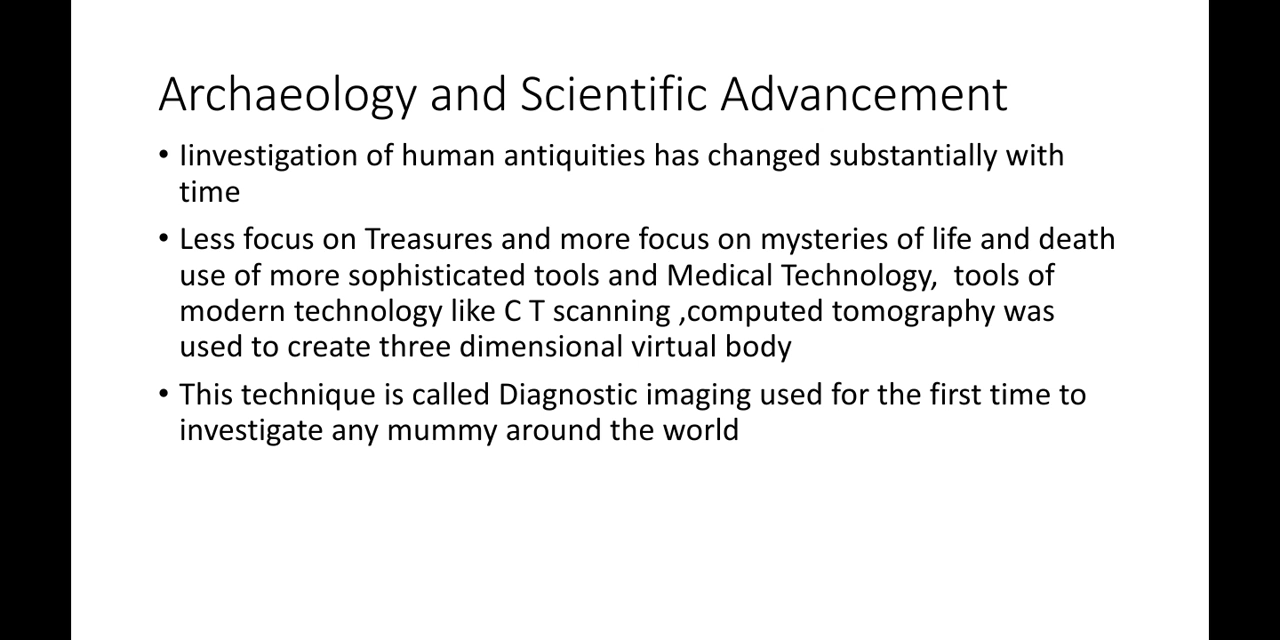 Archaeology and Scientific Advancement
• Iinvestigation of human antiquities has changed substantially with
time
• Less focus on Treasures and more focus on mysteries of life and death
use of more sophisticated tools and Medical Technology,  tools of
modern technology like C T scanning ,computed tomography was
used to create three dimensional virtual body
• This technique is called Diagnostic imaging used for the first time to
investigate any mummy around the world